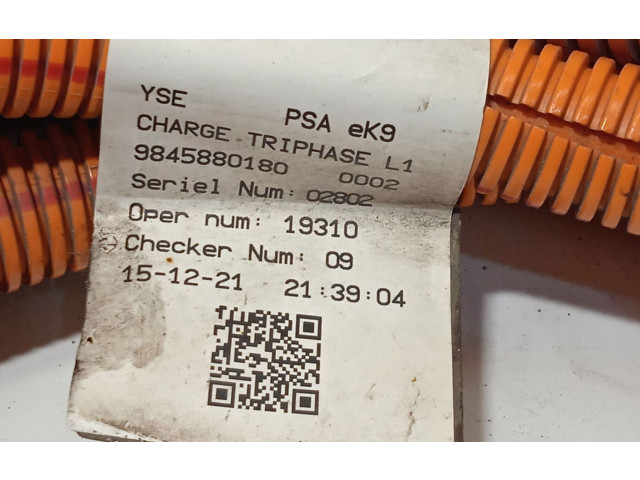 YSE PSA eK9
CHARGE TRIPHASE L1
9845880180 0002
Seriel Num: 02802
Oper num: 19310
Checker Num: 09
15-12-21 21:39:04